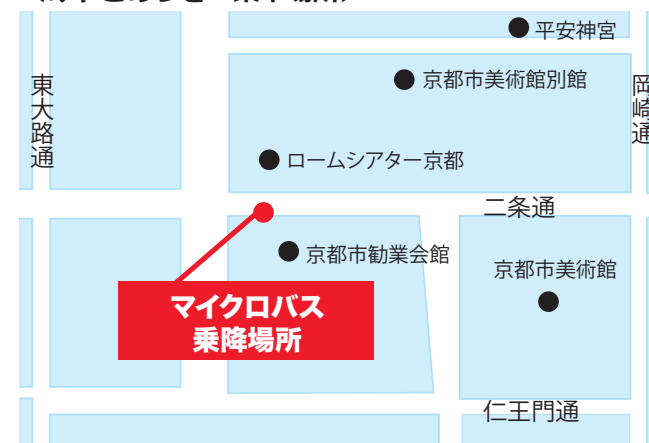 平安神宮
京都市美術館別館
東大路通
岡崎通
ロームシアター京都
二条通
京都市勧業会館
京都市美術館
マイクロバス
乗降場所
仁王門通